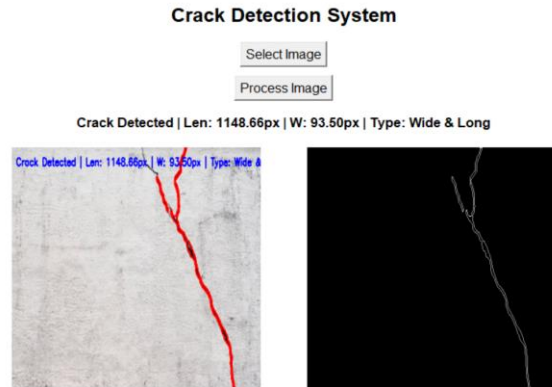 Crack Detection System
Select Image
Process Image
Crack Detected | Len: 1148.66px | W: 93.50px | Type: Wide & Long
Crack Detected | Len: 1148.66px | W: 93.50px | Type: Wide &